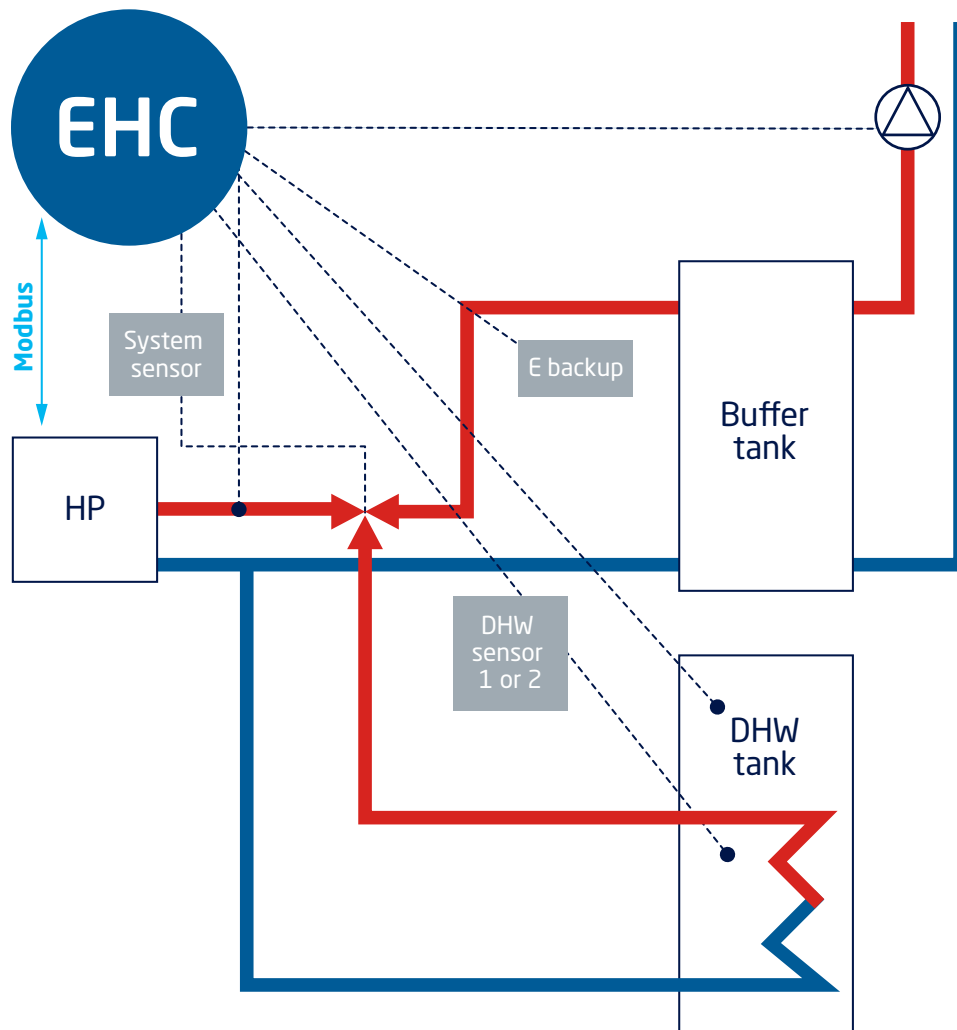 EHC
Modbus
System
sensor
E backup
Buffer
tank
HP
DHW
sensor
1 or 2
DHW
tank